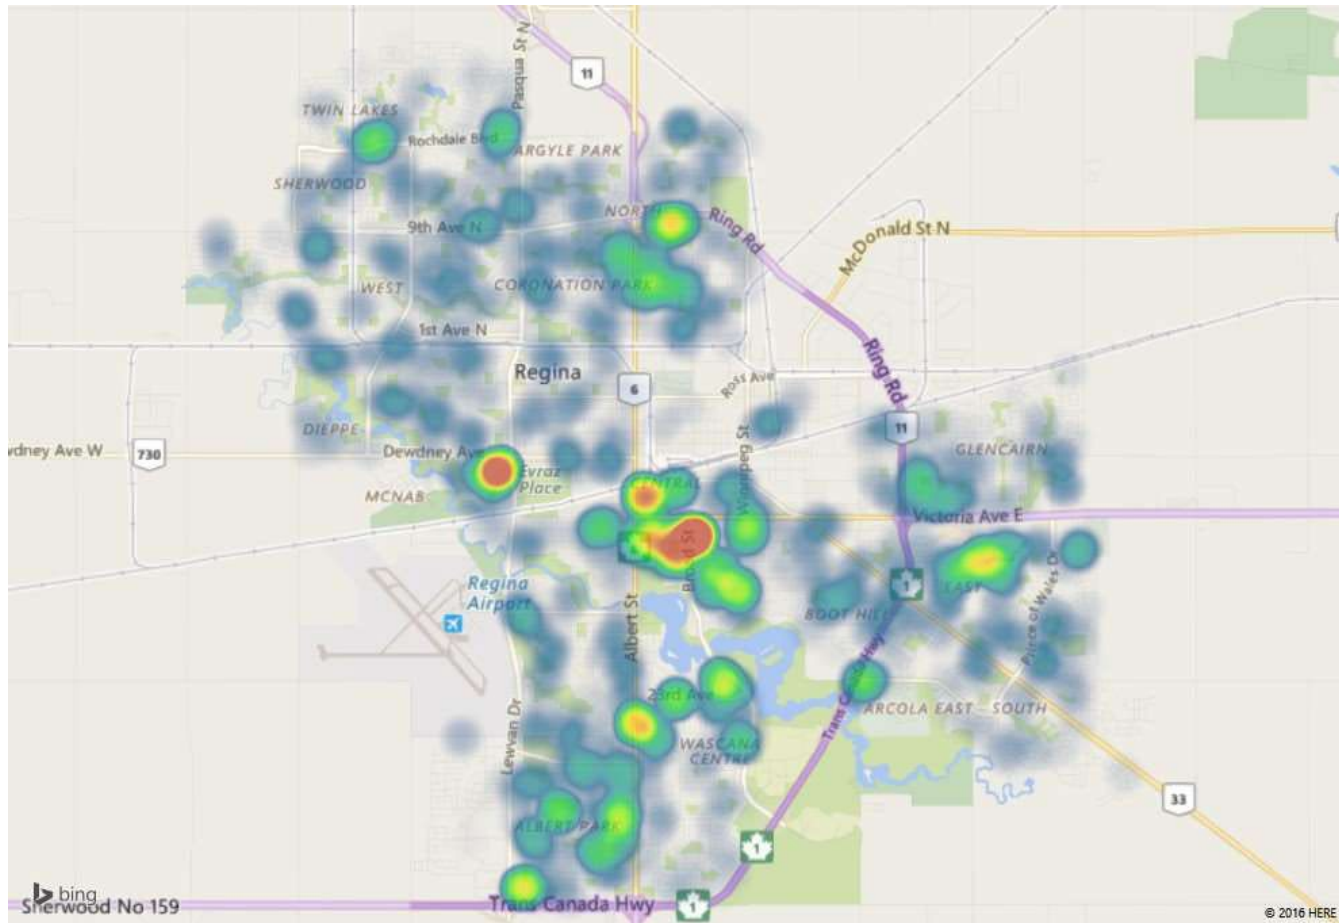 11
Pasqua St N
TWIN LAKES
Rochdale Blvd
ARGYLE PARK
SHERWOOD
NORTH
9th Ave N
Ring Rd
McDonald St N
WEST
CORONATION PARK
1st Ave N
Regina
6
Ross Ave
Ring Rd
11
DIEPPE
Winnipeg St
GLENCAIRN
wdney Ave W
730
Dewdney Ave
Evraz
Place
CENTRAL
MCNAB
Victoria Ave E
Broad St
Regina
Airport
1
EAST
BOOT HILL
Prince of Wales Dr
Albert St
23rd Ave
ARCOLA EAST - SOUTH
Trans Canada Hwy
Lewvan Dr
WASCANA
CENTRE
33
ALBERT PARK
1
bing
Sherwood No 159
Trans Canada Hwy
1
© 2016 HERE